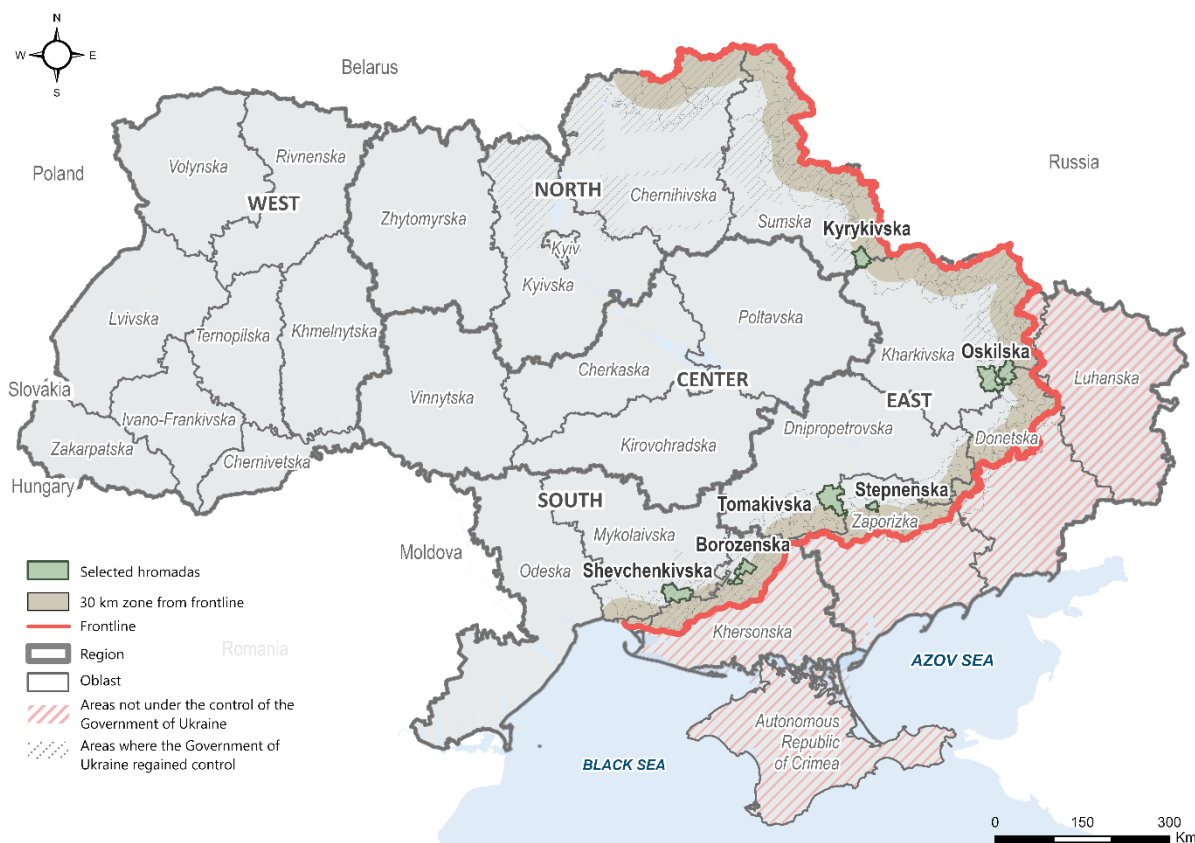 N
W
E
S
Belarus
Poland
Russia
Volynska
Rivnenska
WEST
Zhytomyrska
NORTH
Chernihivska
Sumska
Kyrykivska
Kyiv
Kyivska
Lvivska
Ternopilska
Khmelnytska
Poltavska
Kharkivska
Oskilska
Luhanska
Slovákia
Ivano-Frankivska
Vinnytska
Cherkaska
CENTER
EAST
Dnipropetrovska
Donetska
Zakarpatska
Chernivetska
Kirovohradska
Hungary
SOUTH
Tomakivska
Stepnenska
Zaporizka
Mykolaivska
Borozenska
Moldova
Odeska
Shevchenkivska
Khersonska
Romania
AZOV SEA
BLACK SEA
Autonomous
Republic
of Crimea
Selected hromadas
30 km zone from frontline
Frontline
Region
Oblast
Areas not under the control of the
Government of Ukraine
Areas where the Government of
Ukraine regained control
0 150 300
Km